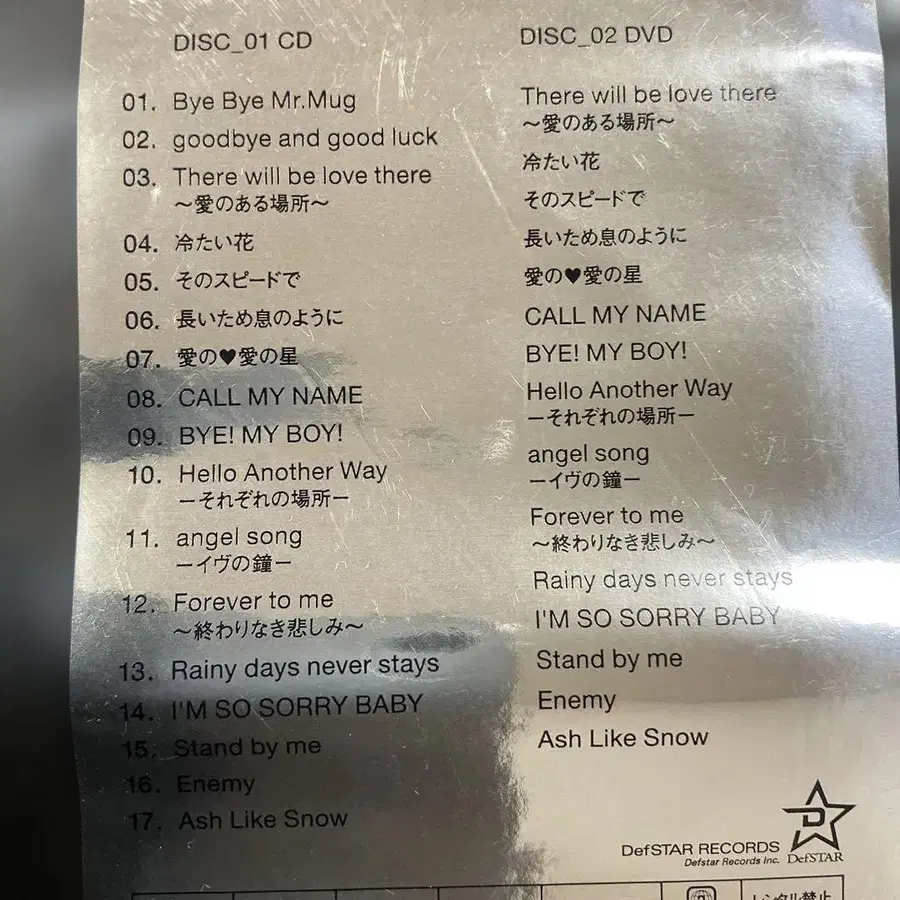 DISC_01 CD
01. Bye Bye Mr.Mug
02. goodbye and good luck
03. There will be love there
〜愛のある場所〜
04. 冷たい花
05. そのスピードで
06. 長いため息のように
07. 愛の♥愛の星
08. CALL MY NAME
09. BYE! MY BOY!
10. Hello Another Way
ーそれぞれの場所ー
11. angel song
ーイヴの鐘ー
12. Forever to me
〜終わりなき悲しみ〜
13. Rainy days never stays
14. I'M SO SORRY BABY
15. Stand by me
16. Enemy
17. Ash Like Snow
DISC_02 DVD
There will be love there
〜愛のある場所〜
冷たい花
そのスピードで
長いため息のように
愛の♥愛の星
CALL MY NAME
BYE! MY BOY!
Hello Another Way
ーそれぞれの場所ー
angel song
ーイヴの鐘ー
Forever to me
〜終わりなき悲しみ〜
Rainy days never stays
I'M SO SORRY BABY
Stand by me
Enemy
Ash Like Snow
DefSTAR RECORDS
Defstar Records Inc.
D
DefSTAR
レンタル禁止